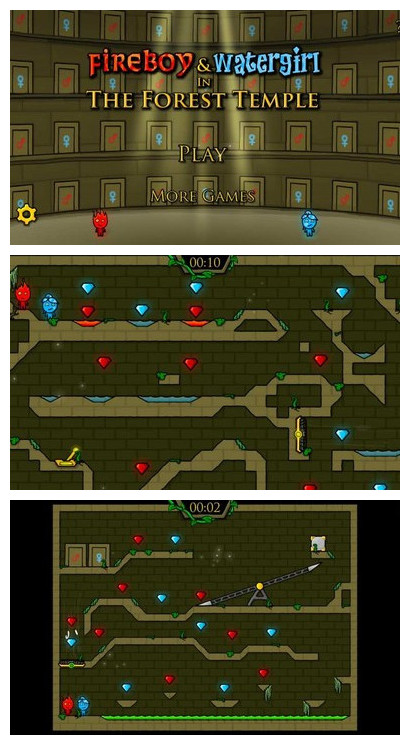 FIREBOY & WATERGIRL
IN
THE FOREST TEMPLE
PLAY
MORE GAMES
00:10
00:02